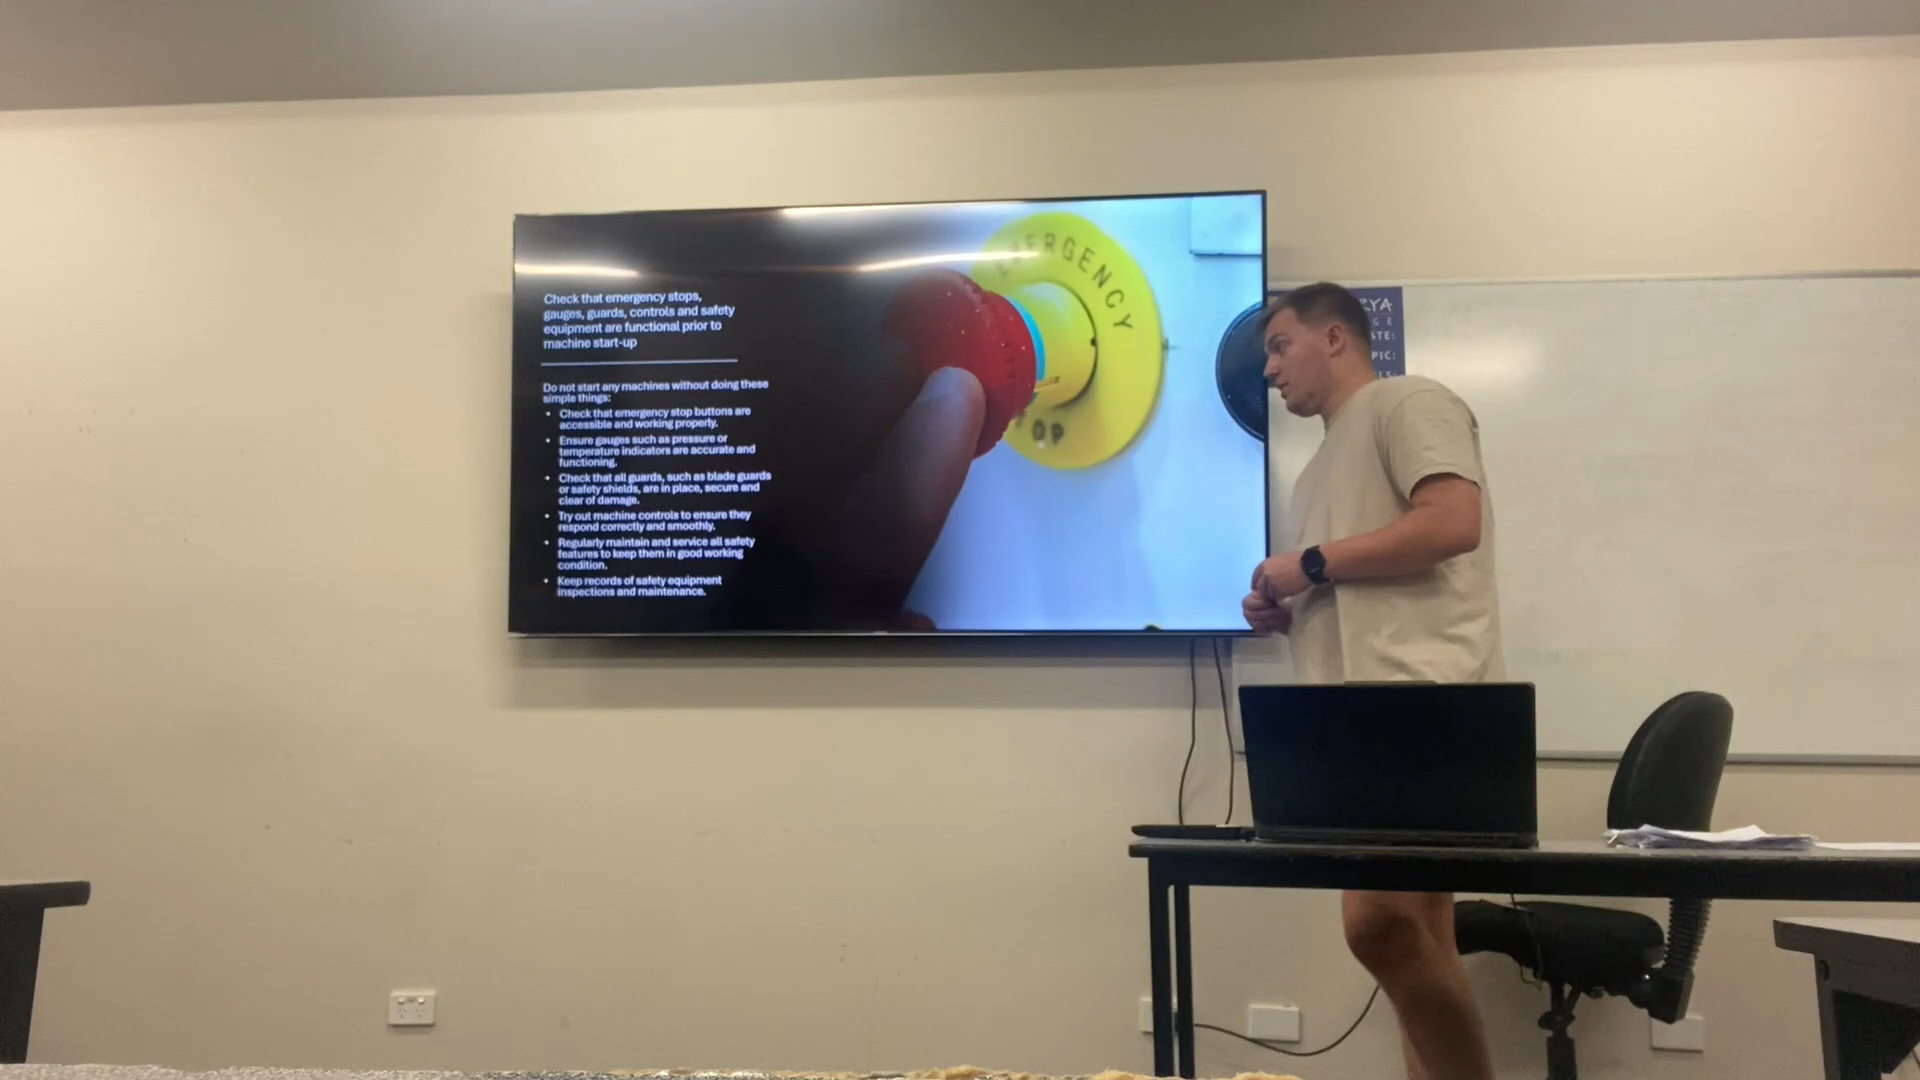 Check that emergency stops,
gauges, guards, controls and safety
equipment are functional prior to
machine start-up
Do not start any machines without doing these
simple things:
• Check that emergency stop buttons are
accessible and working properly.
• Ensure gauges such as pressure or
temperature indicators are accurate and
functioning.
• Check that all guards, such as blade guards
or safety shields, are in place, secure and
clear of damage.
• Try out machine controls to ensure they
respond correctly and smoothly.
• Regularly maintain and service all safety
features to keep them in good working
condition.
• Keep records of safety equipment
inspections and maintenance.
EMERGENCY